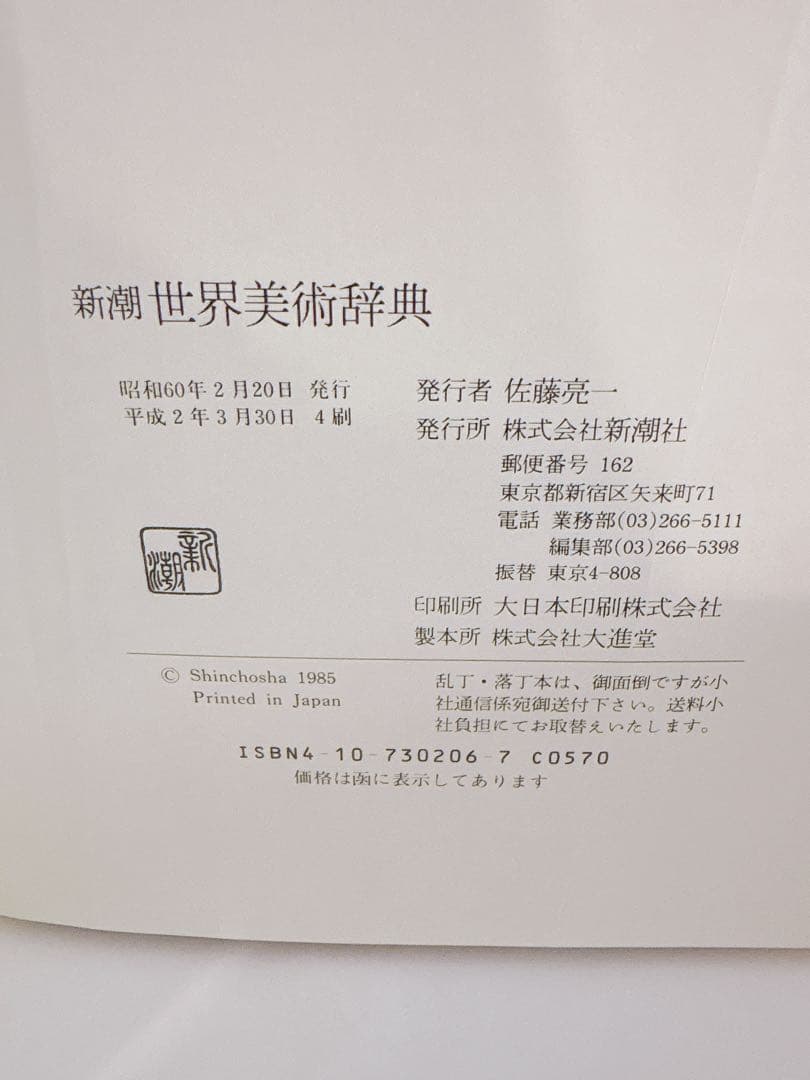 新潮 世界美術辞典
昭和60年2月20日 発行
平成2年3月30日 4刷
発行者 佐藤亮一
発行所 株式会社新潮社
郵便番号 162
東京都新宿区矢来町71
電話 業務部(03)266-5111
編集部(03)266-5398
振替 東京4-808
印刷所 大日本印刷株式会社
製本所 株式会社大進堂
新潮
© Shinchosha 1985
Printed in Japan
乱丁・落丁本は、御面倒ですが小
社通信係宛御送付下さい。送料小
社負担にてお取替えいたします。
ISBN4-10-730206-7 C0570
価格は函に表示してあります